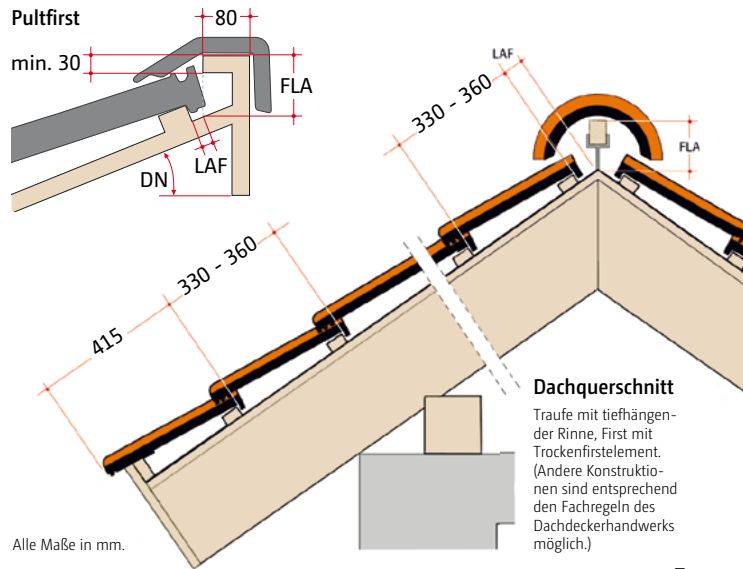 Pultfirst
80
min. 30
FLA
LAF
DN
LAF
330 - 360
FLA
330 - 360
415
Dachquerschnitt
Traufe mit tiefhängen-
der Rinne, First mit
Trockenfirstelement.
(Andere Konstruktio-
nen sind entsprechend
den Fachregeln des
Dachdeckerhandwerks
möglich.)
Alle Maße in mm.